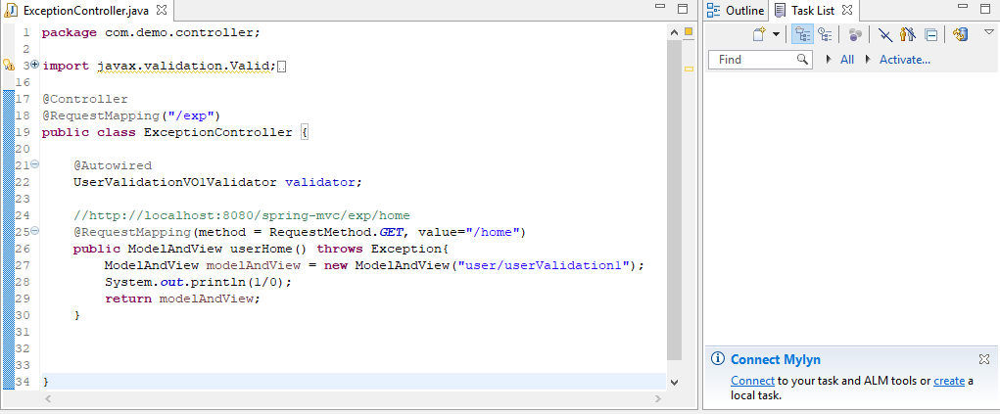 ExceptionController.java
1 package com.demo.controller;
2
3 import javax.validation.Valid;
16
17 @Controller
18 @RequestMapping("/exp")
19 public class ExceptionController {
20
21 @Autowired
22 UserValidationVO1Validator validator;
23
24 //http://localhost:8080/spring-mvc/exp/home
25 @RequestMapping(method = RequestMethod.GET, value="/home")
26 public ModelAndView userHome() throws Exception{
27 ModelAndView modelAndView = new ModelAndView("user/userValidation1");
28 System.out.println(1/0);
29 return modelAndView;
30 }
31
32
33
34 }
Outline Task List
Find All Activate...
Connect Mylyn
Connect to your task and ALM tools or create a
local task.